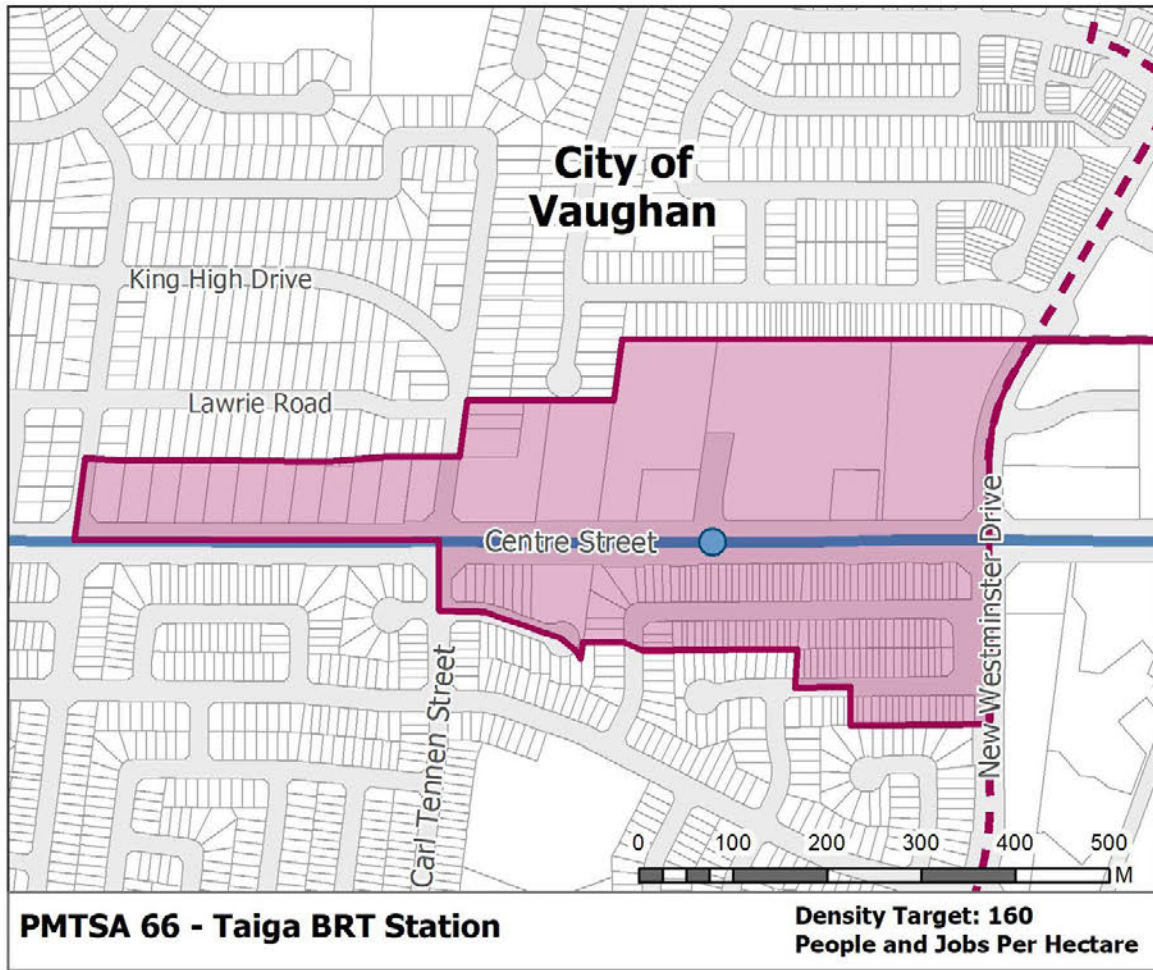 City of
Vaughan
King High Drive
Lawrie Road
Centre Street
New Westminster Drive
Carl Tennen Street
0 100 200 300 400 500
M
PMTSA 66 - Taiga BRT Station
Density Target: 160
People and Jobs Per Hectare